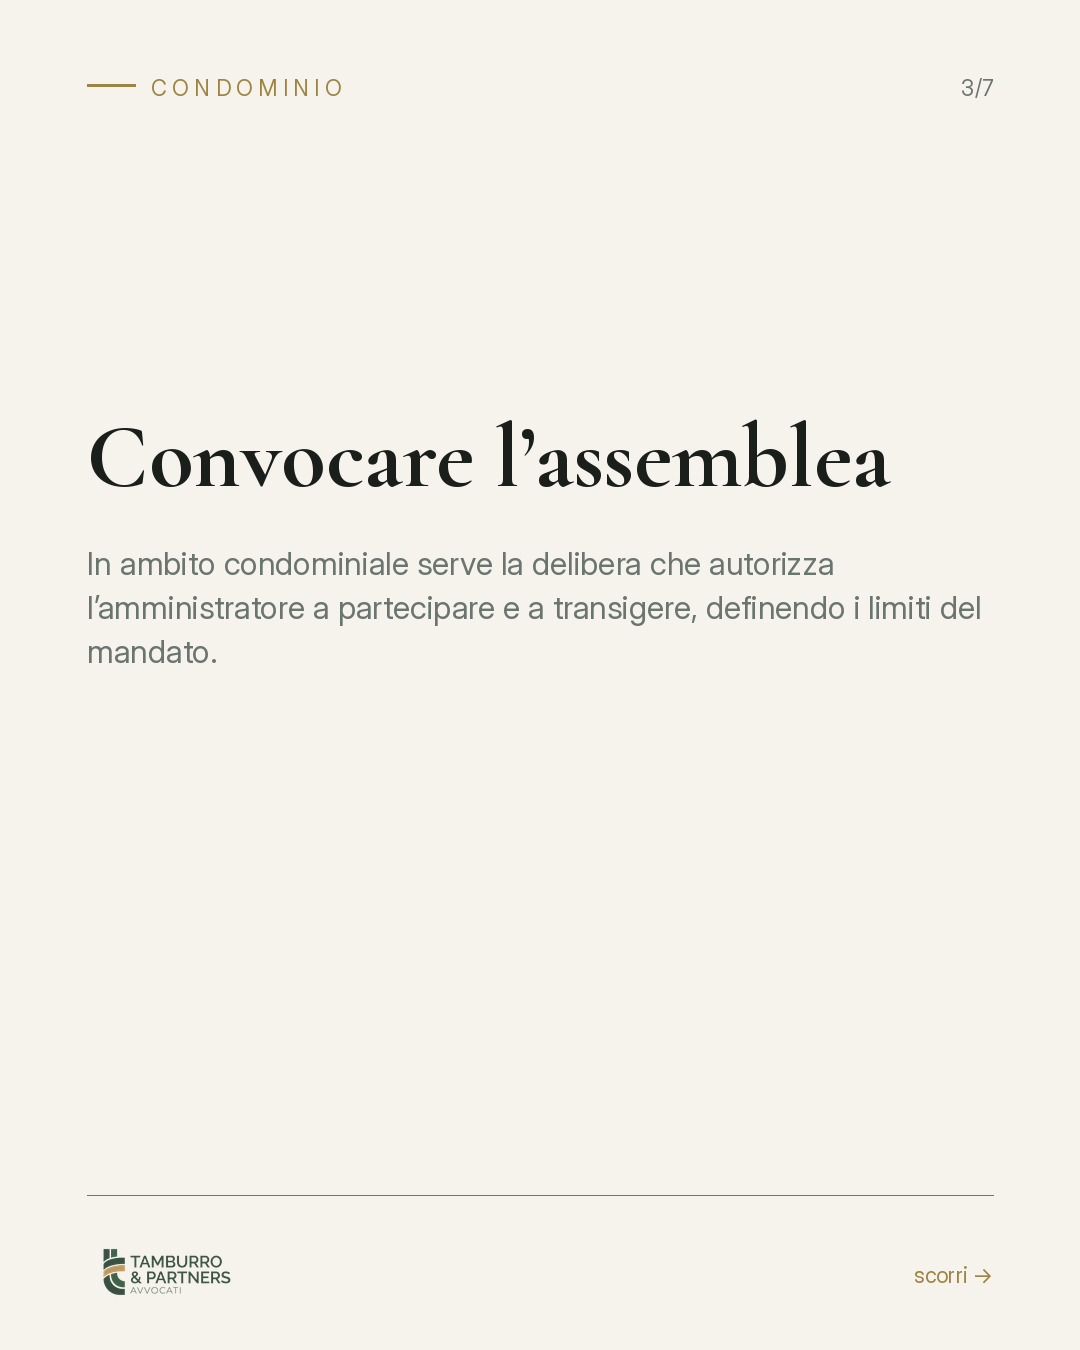 CONDOMINIO
3/7
Convocare l’assemblea
In ambito condominiale serve la delibera che autorizza
l’amministratore a partecipare e a transigere, definendo i limiti del
mandato.
TAMBURRO
& PARTNERS
AVVOCATI
scorri →